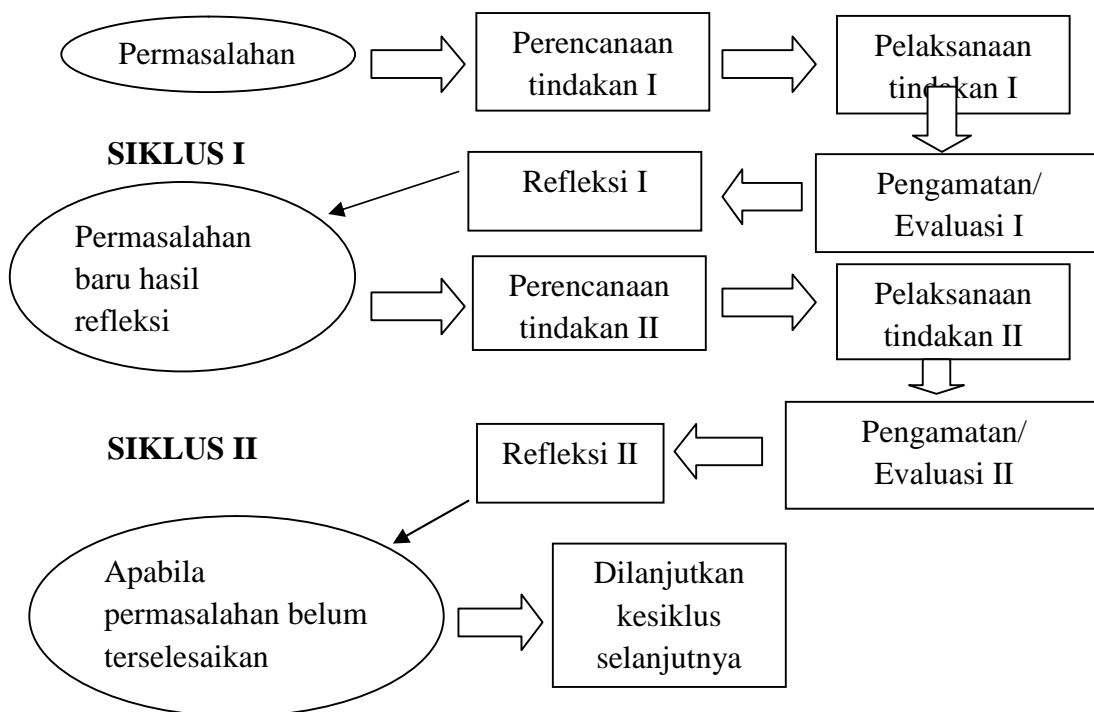 Permasalahan
Perencanaan
tindakan I
Pelaksanaan
tindakan I
SIKLUS I
Refleksi I
Pengamatan/
Evaluasi I
Permasalahan
baru hasil
refleksi
Perencanaan
tindakan II
Pelaksanaan
tindakan II
SIKLUS II
Refleksi II
Pengamatan/
Evaluasi II
Apabila
permasalahan belum
terselesaikan
Dilanjutkan
kesiklus
selanjutnya